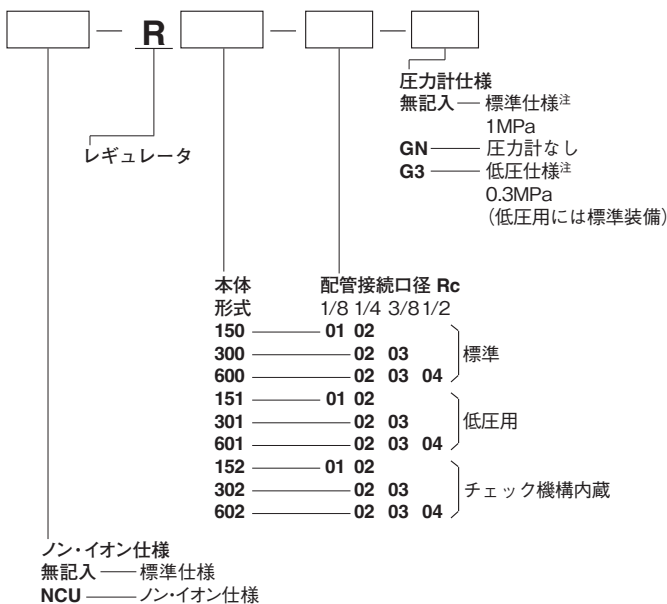 R
圧力計仕様
無記入 標準仕様注
1MPa
GN 圧力計なし
G3 低圧仕様注
0.3MPa
(低圧用には標準装備)
レギュレータ
本体 配管接続口径 Rc
形式 1/8 1/4 3/8 1/2
150 01 02
300 02 03
600 02 03 04
標準
151 01 02
301 02 03
601 02 03 04
低圧用
152 01 02
302 02 03
602 02 03 04
チェック機構内蔵
ノン・イオン仕様
無記入 標準仕様
NCU ノン・イオン仕様